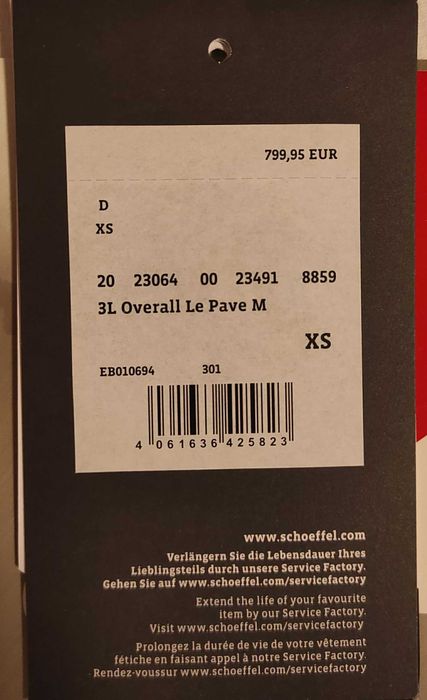 799,95 EUR
D
XS
20 23064 00 23491 8859
3L Overall Le Pave M
XS
EB010694 301
4 061636 425823
www.schoeffel.com
Verlängern Sie die Lebensdauer Ihres
Lieblingsteils durch unsere Service Factory.
Gehen Sie auf www.schoeffel.com/servicefactory
Extend the life of your favourite
item by our Service Factory.
Visit www.schoeffel.com/servicefactory
Prolongez la durée de vie de votre vêtement
fétiche en faisant appel à notre Service Factory.
Rendez-voussur www.schoeffel.com/servicefactory